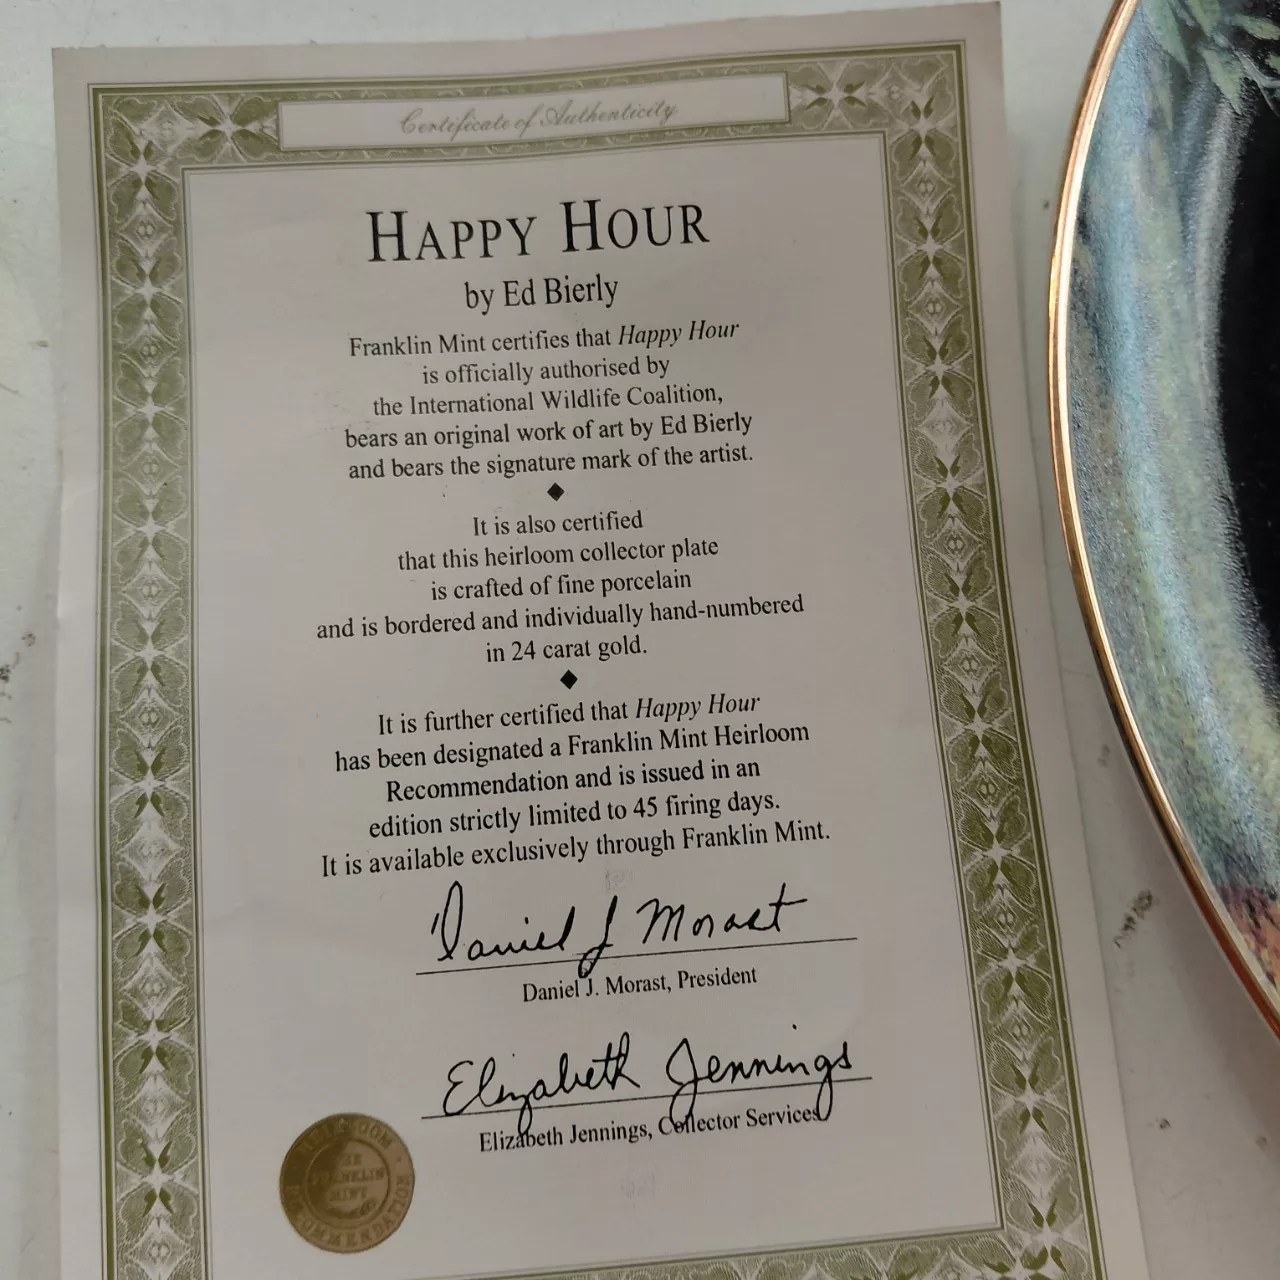 Certificate of Authenticity
HAPPY HOUR
by Ed Bierly
Franklin Mint certifies that Happy Hour
is officially authorised by
the International Wildlife Coalition,
bears an original work of art by Ed Bierly
and bears the signature mark of the artist.
It is also certified
that this heirloom collector plate
is crafted of fine porcelain
and is bordered and individually hand-numbered
in 24 carat gold.
It is further certified that Happy Hour
has been designated a Franklin Mint Heirloom
Recommendation and is issued in an
edition strictly limited to 45 firing days.
It is available exclusively through Franklin Mint.
Daniel J Morast
Daniel J. Morast, President
Elizabeth Jennings
Elizabeth Jennings, Collector Services
HEIRLOOM
THE
FRANKLIN
MINT
RECOMMENDATION